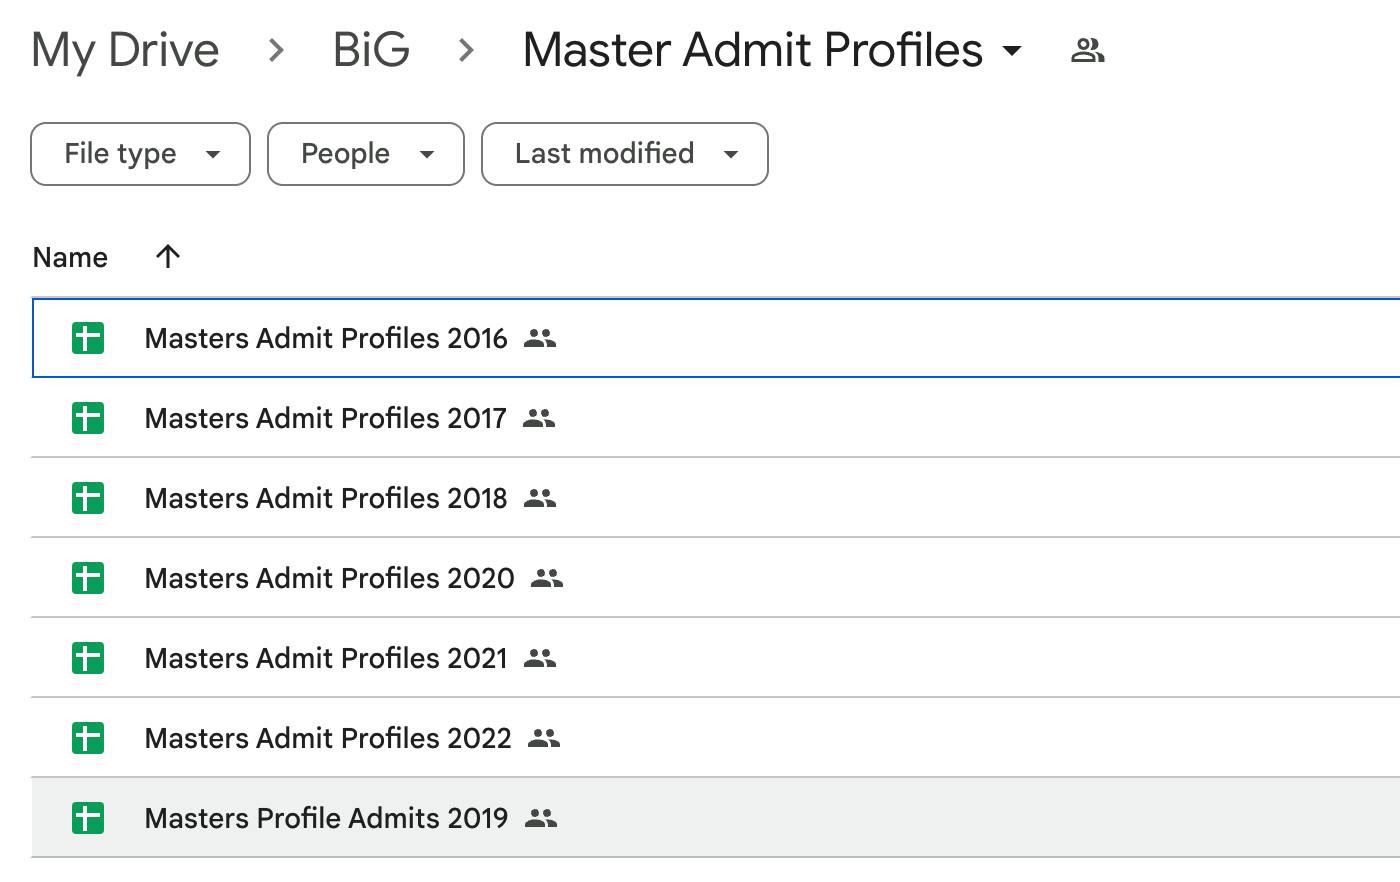 My Drive > BiG > Master Admit Profiles
File type People Last modified
Name
Masters Admit Profiles 2016
Masters Admit Profiles 2017
Masters Admit Profiles 2018
Masters Admit Profiles 2020
Masters Admit Profiles 2021
Masters Admit Profiles 2022
Masters Profile Admits 2019